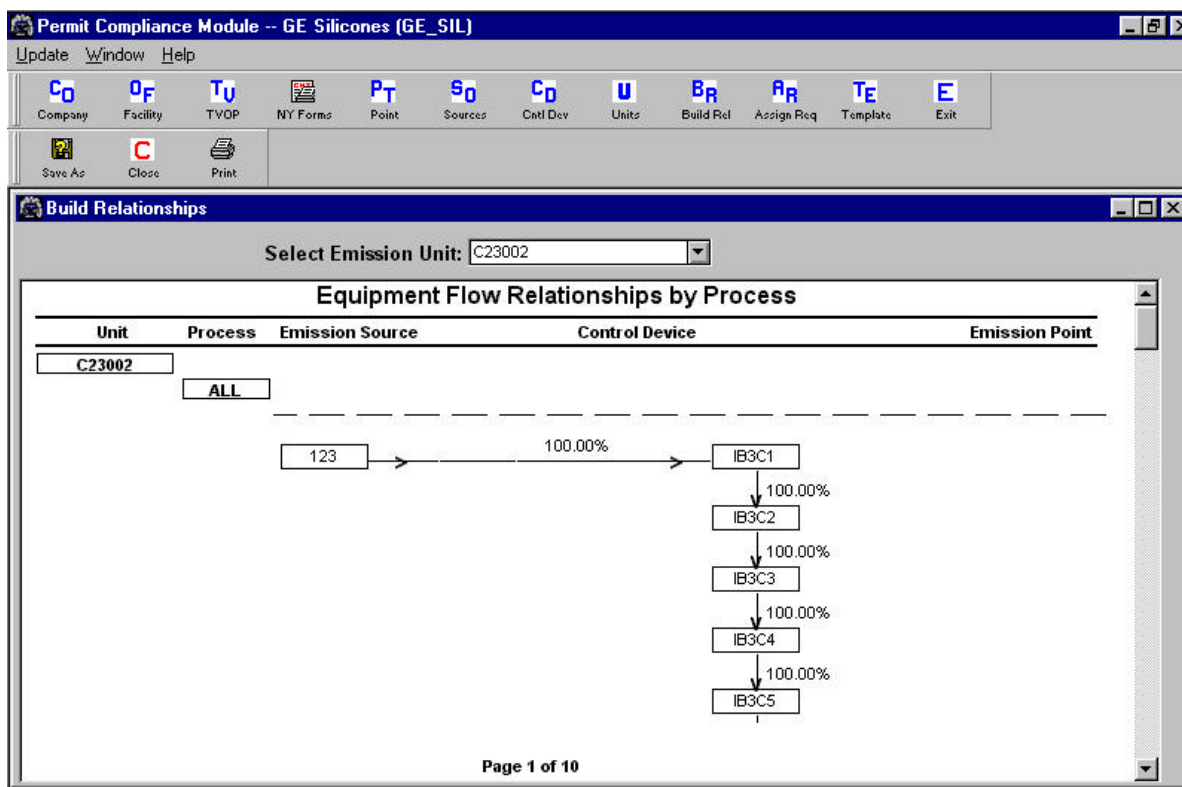 Permit Compliance Module -- GE Silicones (GE_SIL)
Update Window Help
CO OF TV PT SO CD U BR AR TE E
Company Facility TVOP NY Forms Point Sources Cntl Dev Units Build Rel Assign Req Template Exit
? C
Save As Close Print
Build Relationships
Select Emission Unit: C23002
Equipment Flow Relationships by Process
Unit Process Emission Source Control Device Emission Point
C23002
ALL
123 100.00% IB3C1
100.00%
IB3C2
100.00%
IB3C3
100.00%
IB3C4
100.00%
IB3C5
Page 1 of 10